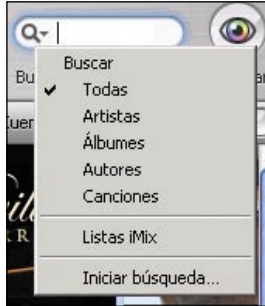 Buscar
Todas
Artistas
Álbumes
Autores
Canciones
Listas iMix
Iniciar búsqueda...